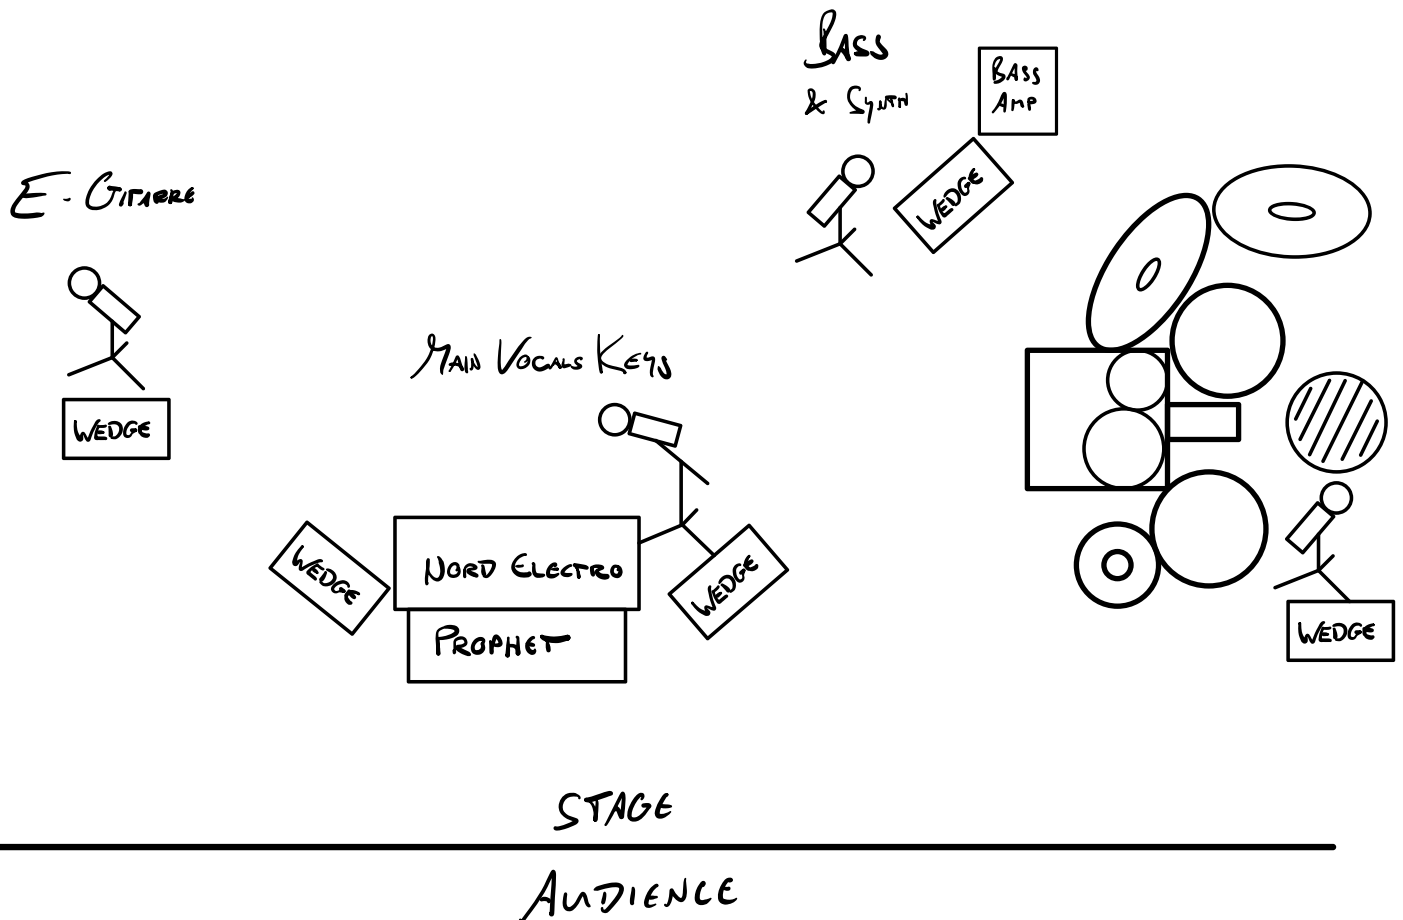 BASS
& SYNTH
BASS
AMP
WEDGE
E-GITARRE
WEDGE
MAIN VOCALS KEYS
WEDGE
NORD ELECTRO
WEDGE
PROPHET
WEDGE
STAGE
AUDIENCE